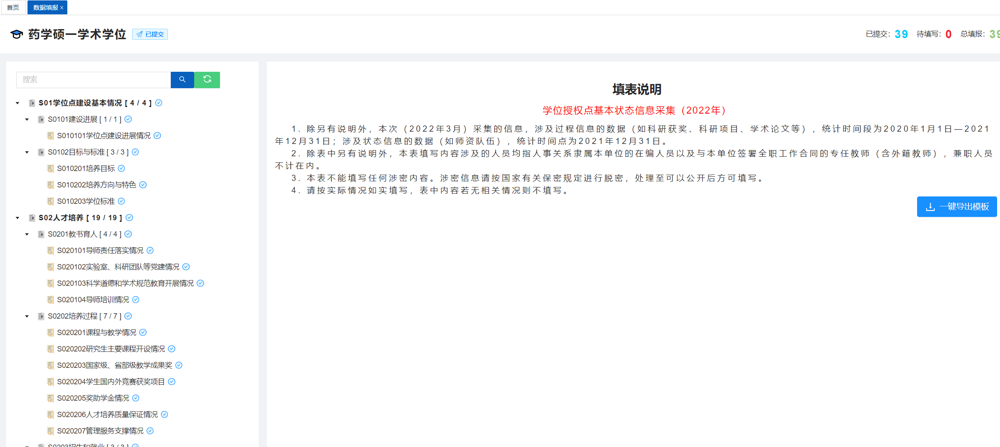 首页
数据填报 ×
药学硕一学术学位
已提交
已提交： 39 待填写： 0 总填报： 39
搜索
S01学位点建设基本情况 [ 4 / 4 ]
S0101建设进展 [ 1 / 1 ]
S010101学位点建设进展情况
S0102目标与标准 [ 3 / 3 ]
S010201培养目标
S010202培养方向与特色
S010203学位标准
S02人才培养 [ 19 / 19 ]
S0201教书育人 [ 4 / 4 ]
S020101导师责任落实情况
S020102实验室、科研团队等党建情况
S020103科学道德和学术规范教育开展情况
S020104导师培训情况
S0202培养过程 [ 7 / 7 ]
S020201课程与教学情况
S020202研究生主要课程开设情况
S020203国家级、省部级教学成果奖
S020204学生国内外竞赛获奖项目
S020205奖助学金情况
S020206人才培养质量保证情况
S020207管理服务支撑情况
S0203招生和就业 [ 3 / 3 ]
填表说明
学位授权点基本状态信息采集（2022年）
1. 除另有说明外，本次（2022年3月）采集的信息，涉及过程信息的数据（如科研获奖、科研项目、学术论文等），统计时间段为2020年1月1日—2021
年12月31日；涉及状态信息的数据（如师资队伍），统计时间点为2021年12月31日。
2. 除表中另有说明外，本表填写内容涉及的人员均指人事关系隶属本单位的在编人员以及与本单位签署全职工作合同的专任教师（含外籍教师），兼职人员
不计在内。
3. 本表不能填写任何涉密内容。涉密信息请按国家有关保密规定进行脱密，处理至可以公开后方可填写。
4. 请按实际情况如实填写，表中内容若无相关情况则不填写。
一键导出模板